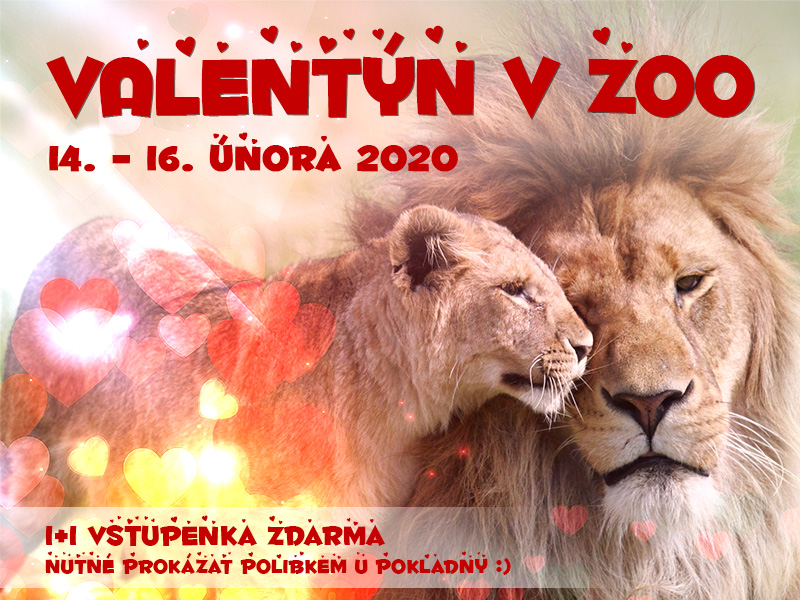 VALENTÝN V ZOO
14. - 16. ÚNORA 2020
1+1 VSTUPENKA ZDARMA
NUTNÉ PROKÁZAT POLIBKEM U POKLADNY :)